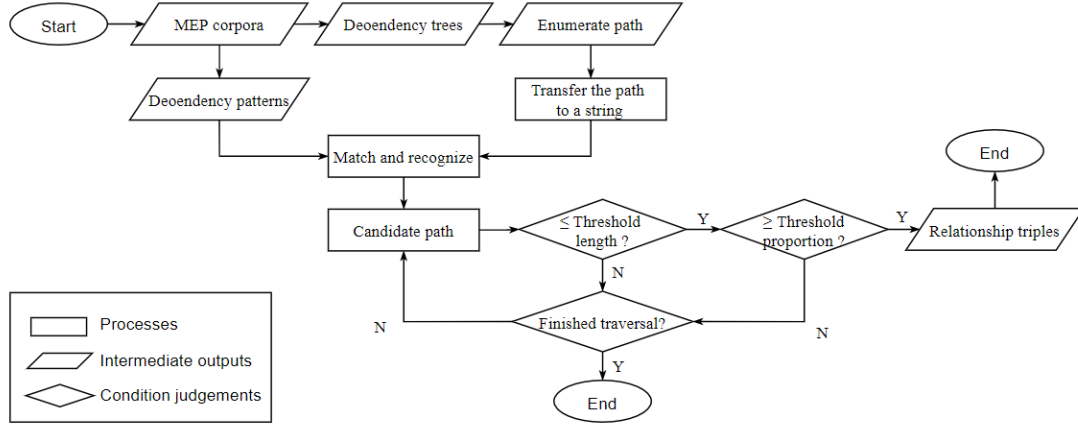 Start
MEP corpora
Deoendency trees
Enumerate path
Deoendency patterns
Transfer the path
to a string
Match and recognize
End
Candidate path
≤ Threshold
length ?
Y
≥ Threshold
proportion ?
Y
Relationship triples
N
N
Finished traversal?
N
Y
End
Processes
Intermediate outputs
Condition judgements